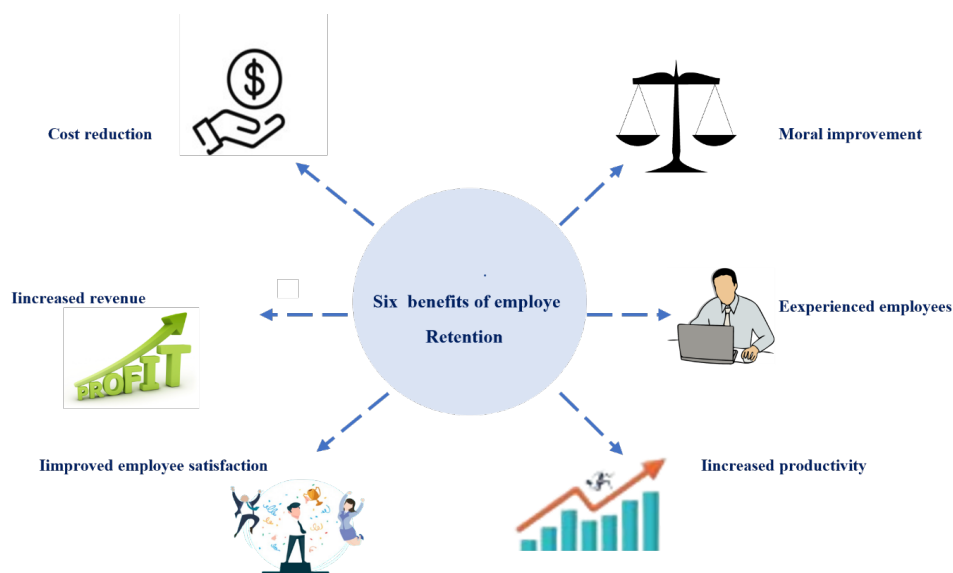 Cost reduction
$
Moral improvement
Iincreased revenue
PROFIT
Six benefits of employe
Retention
Eexperienced employees
Iimproved employee satisfaction
Iincreased productivity